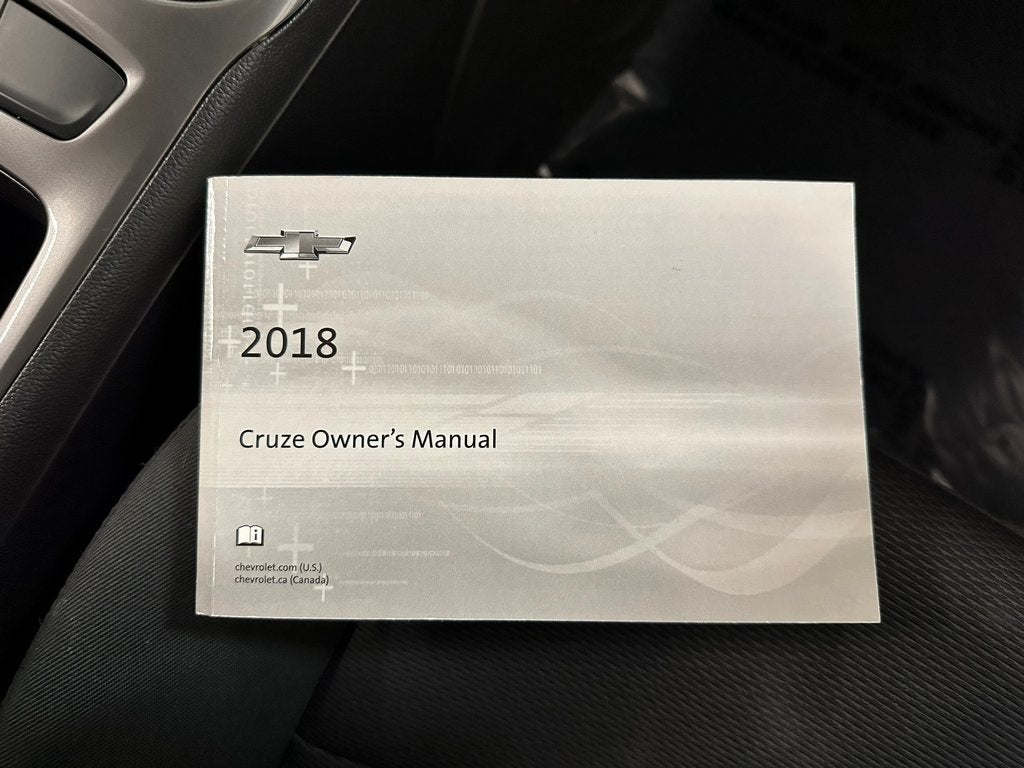 2018
Cruze Owner's Manual
chevrolet.com (U.S.)
chevrolet.ca (Canada)